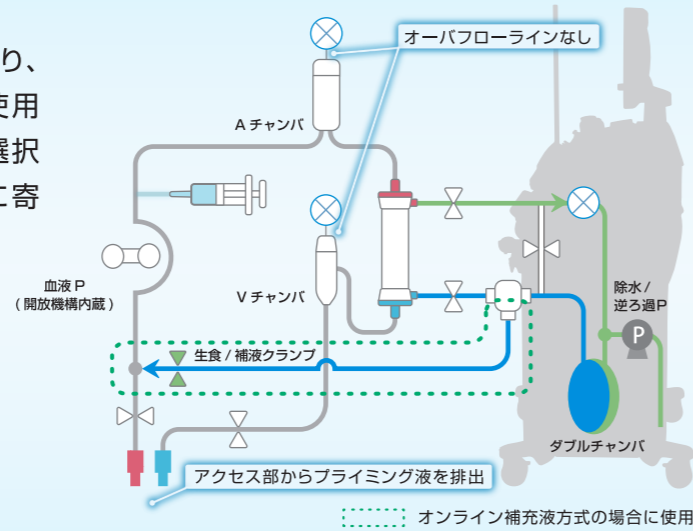 り、
使用
選択
に寄
オーバフローラインなし
A チャンバ
血液 P
( 開放機構内蔵 )
V チャンバ
除水 /
逆ろ過P
P
生食 / 補液クランプ
ダブルチャンバ
アクセス部からプライミング液を排出
オンライン補充液方式の場合に使用